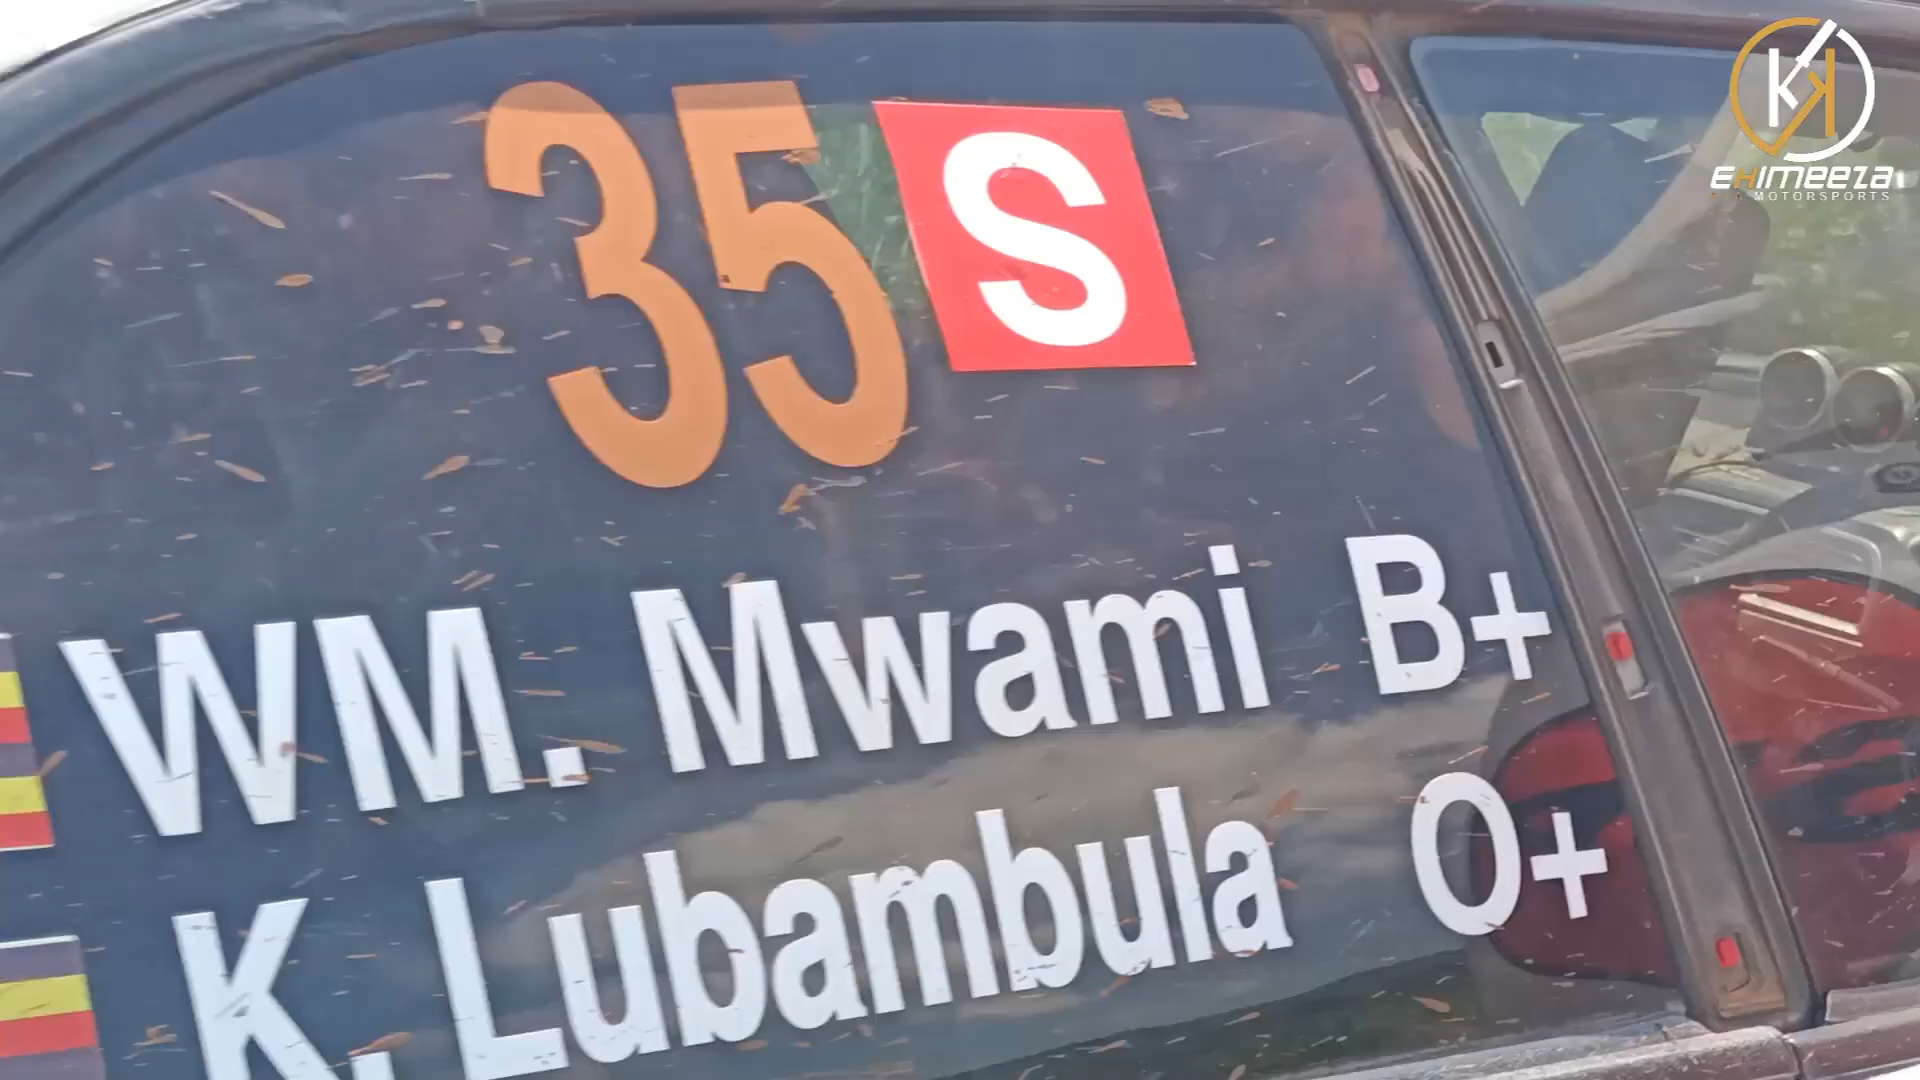 35 S
WM. Mwami B+
K. Lubambula O+
EKIMEEZA
MOTORSPORTS